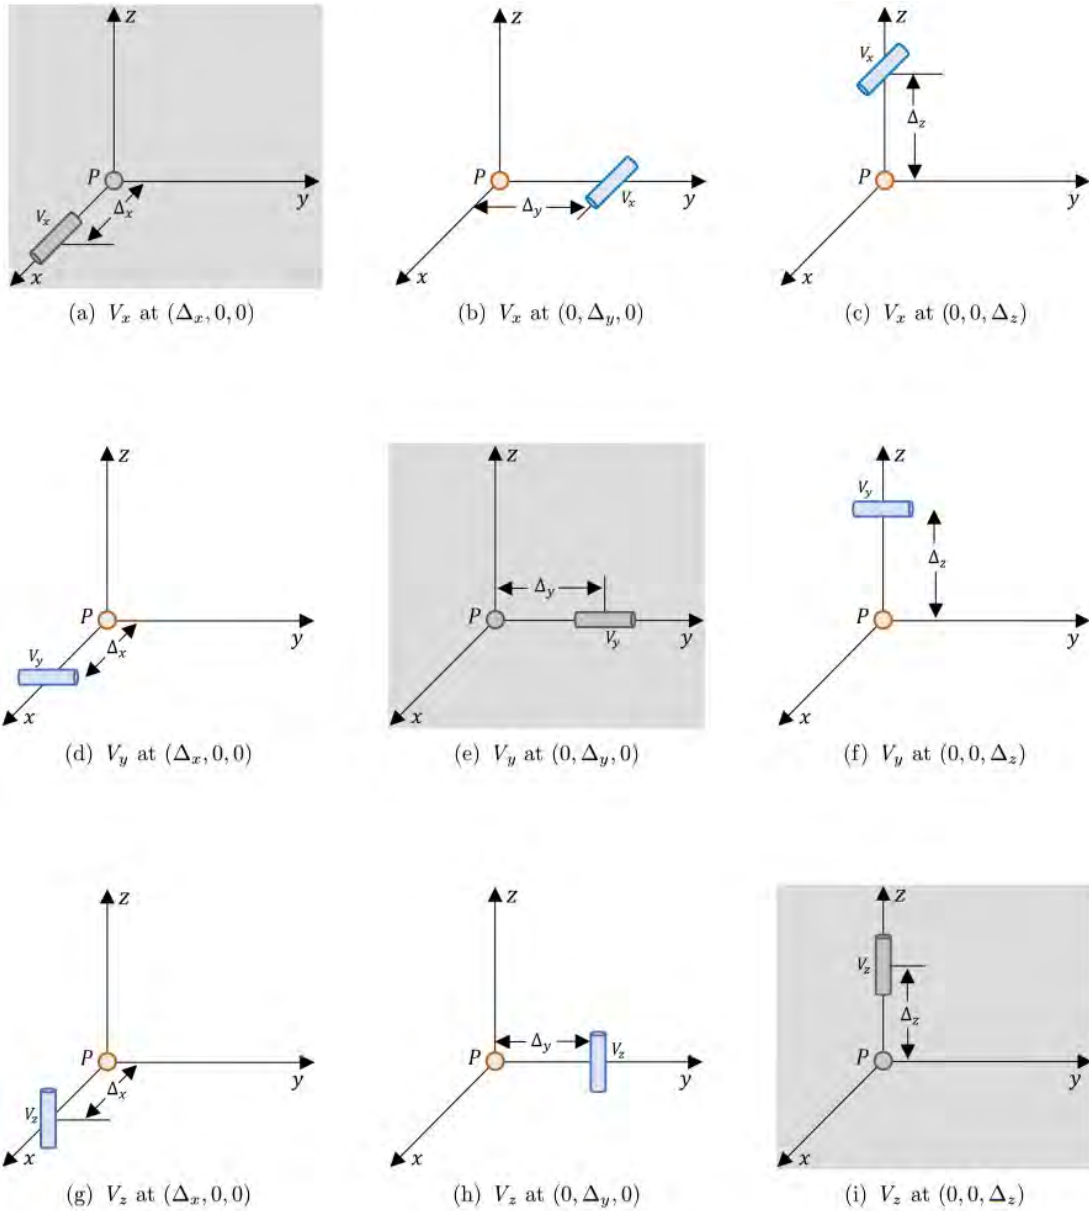 z z z
V_x
P Δ_x y P Δ_y V_x y V_x Δ_z P y
x x x
(a) V_x at (Δ_x, 0, 0) (b) V_x at (0, Δ_y, 0) (c) V_x at (0, 0, Δ_z)
z z z
V_y
P Δ_x y Δ_y P V_y y Δ_z P y
V_y
x x x
(d) V_y at (Δ_x, 0, 0) (e) V_y at (0, Δ_y, 0) (f) V_y at (0, 0, Δ_z)
z z z
V_z
P Δ_x y P Δ_y V_z y Δ_z P y
V_z
x x x
(g) V_z at (Δ_x, 0, 0) (h) V_z at (0, Δ_y, 0) (i) V_z at (0, 0, Δ_z)